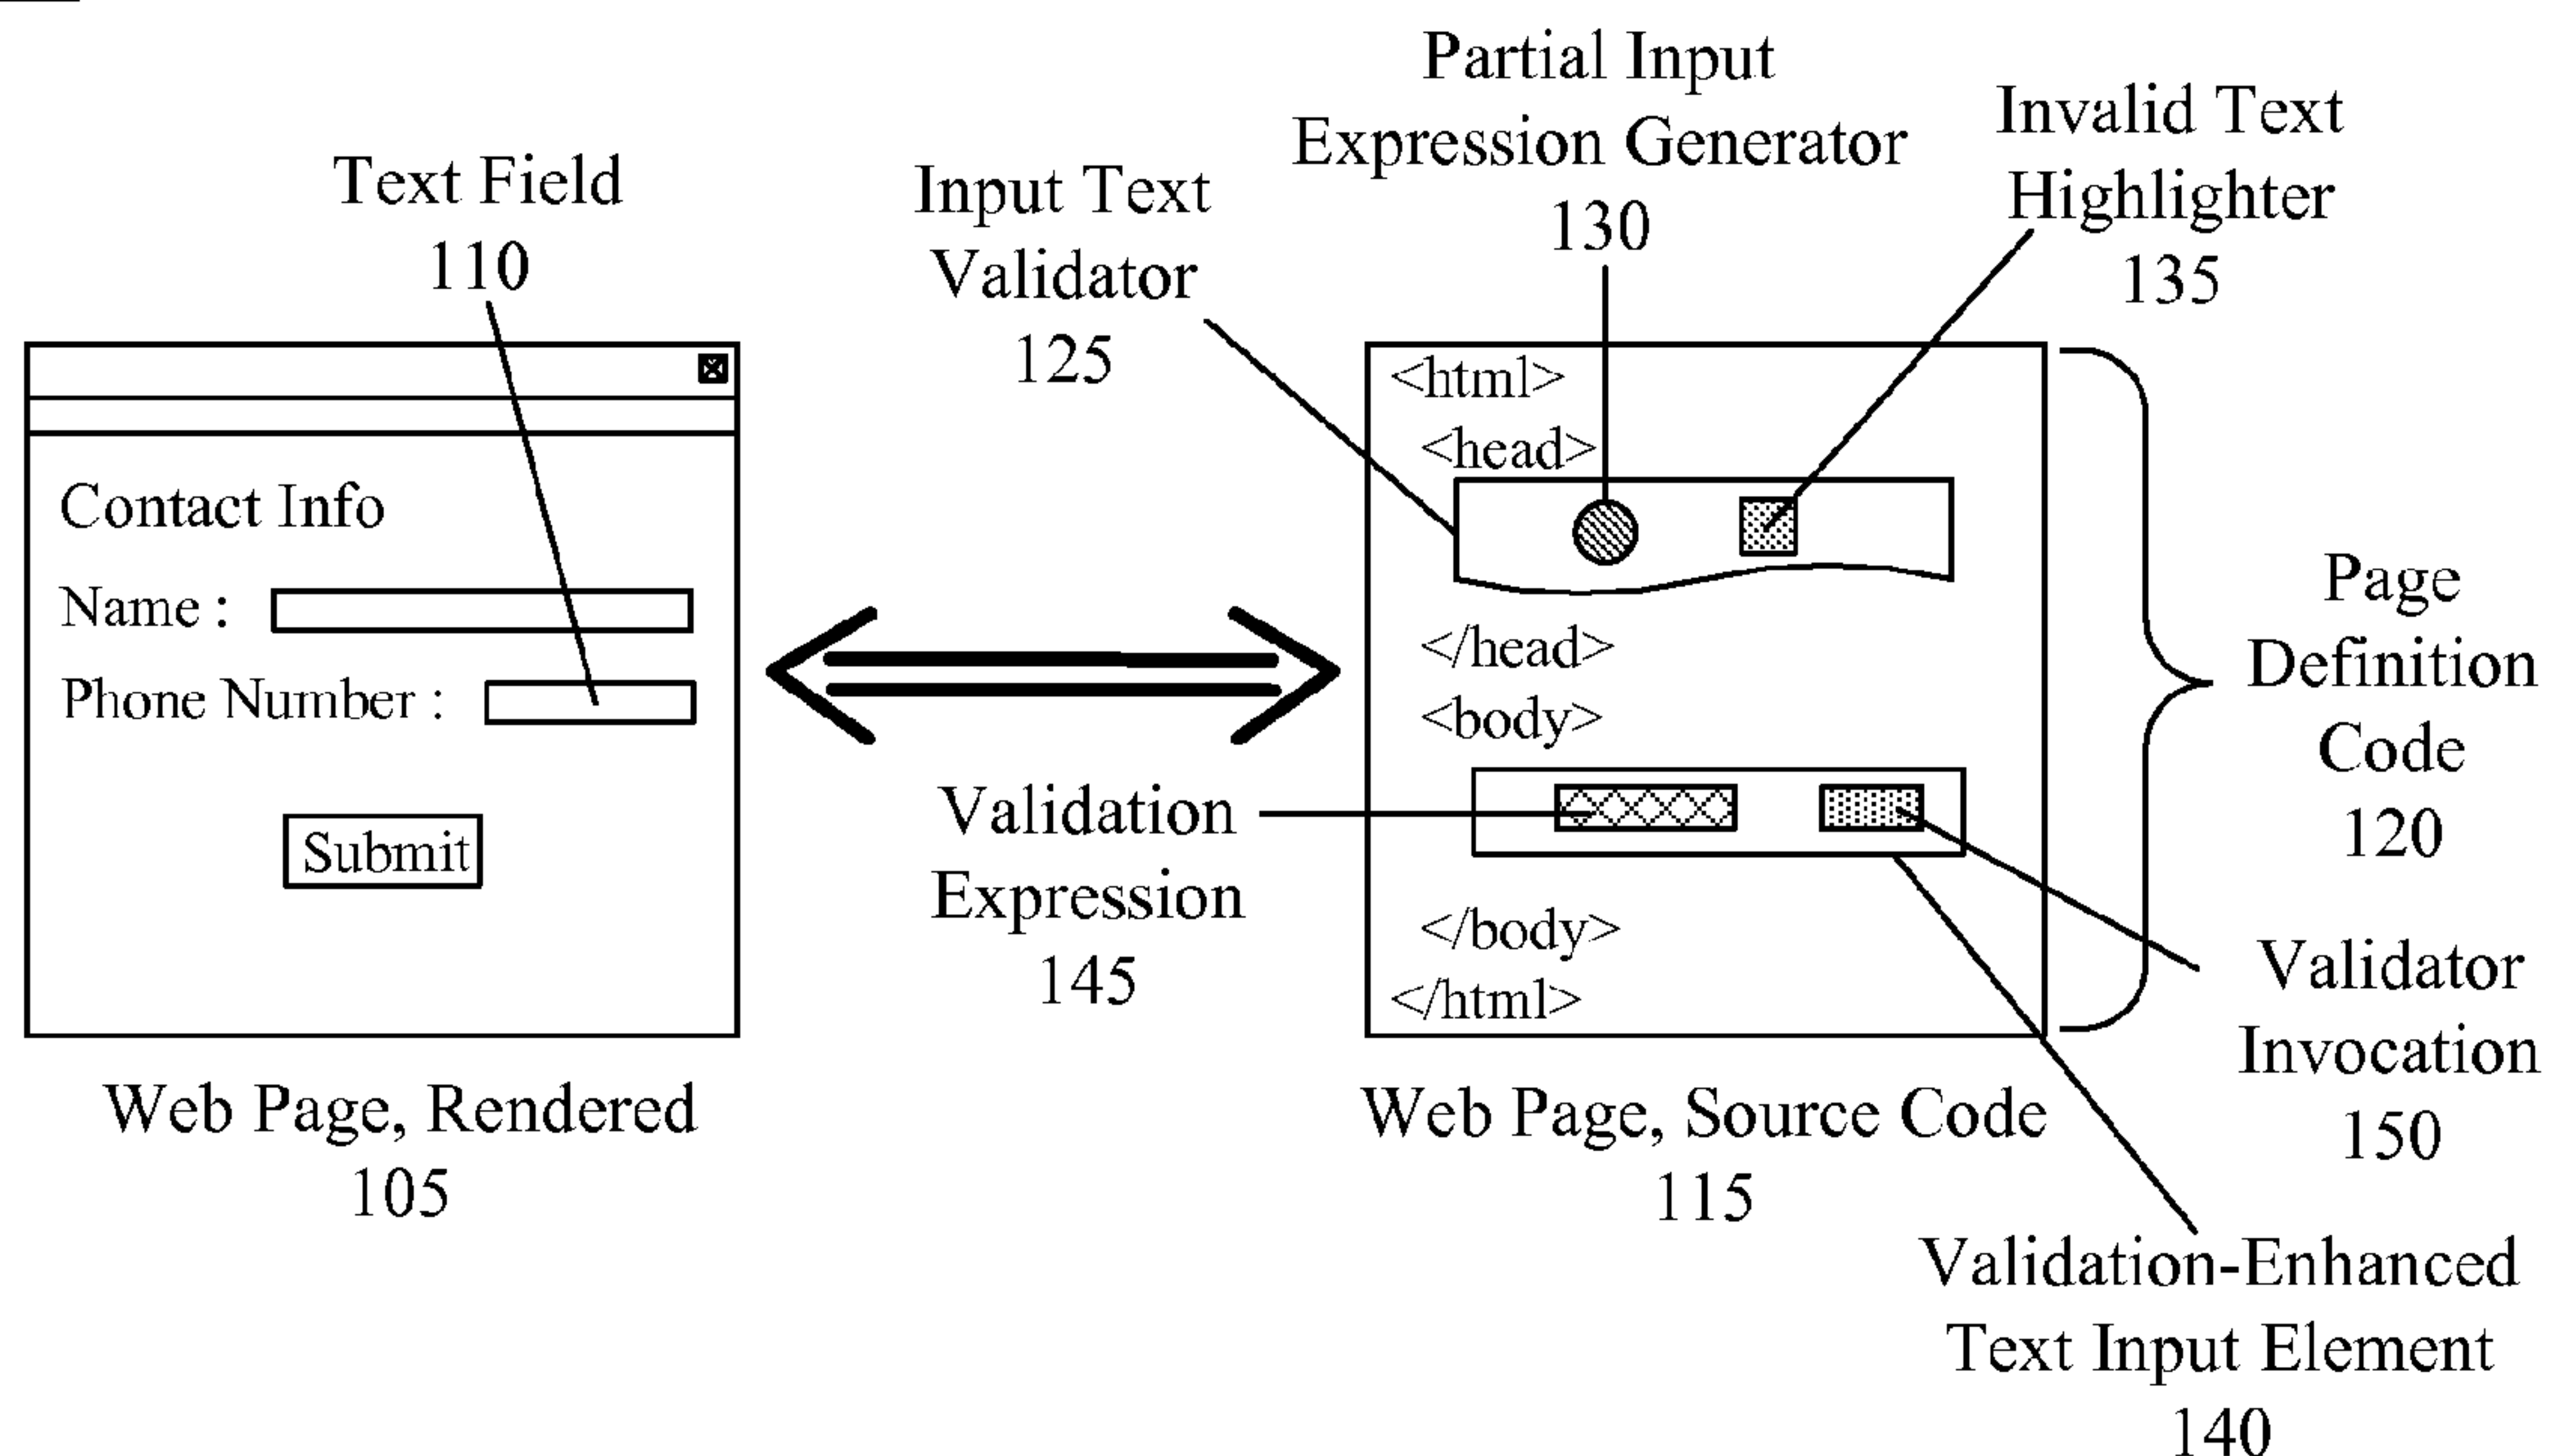 Partial Input
Expression Generator
130
Invalid Text
Highlighter
135
Text Field
110
Input Text
Validator
125
Contact Info
Name :
Phone Number :
Submit
Web Page, Rendered
105
<html>
<head>
</head>
<body>
</body>
</html>
Web Page, Source Code
115
Validation
Expression
145
Page
Definition
Code
120
Validator
Invocation
150
Validation-Enhanced
Text Input Element
140